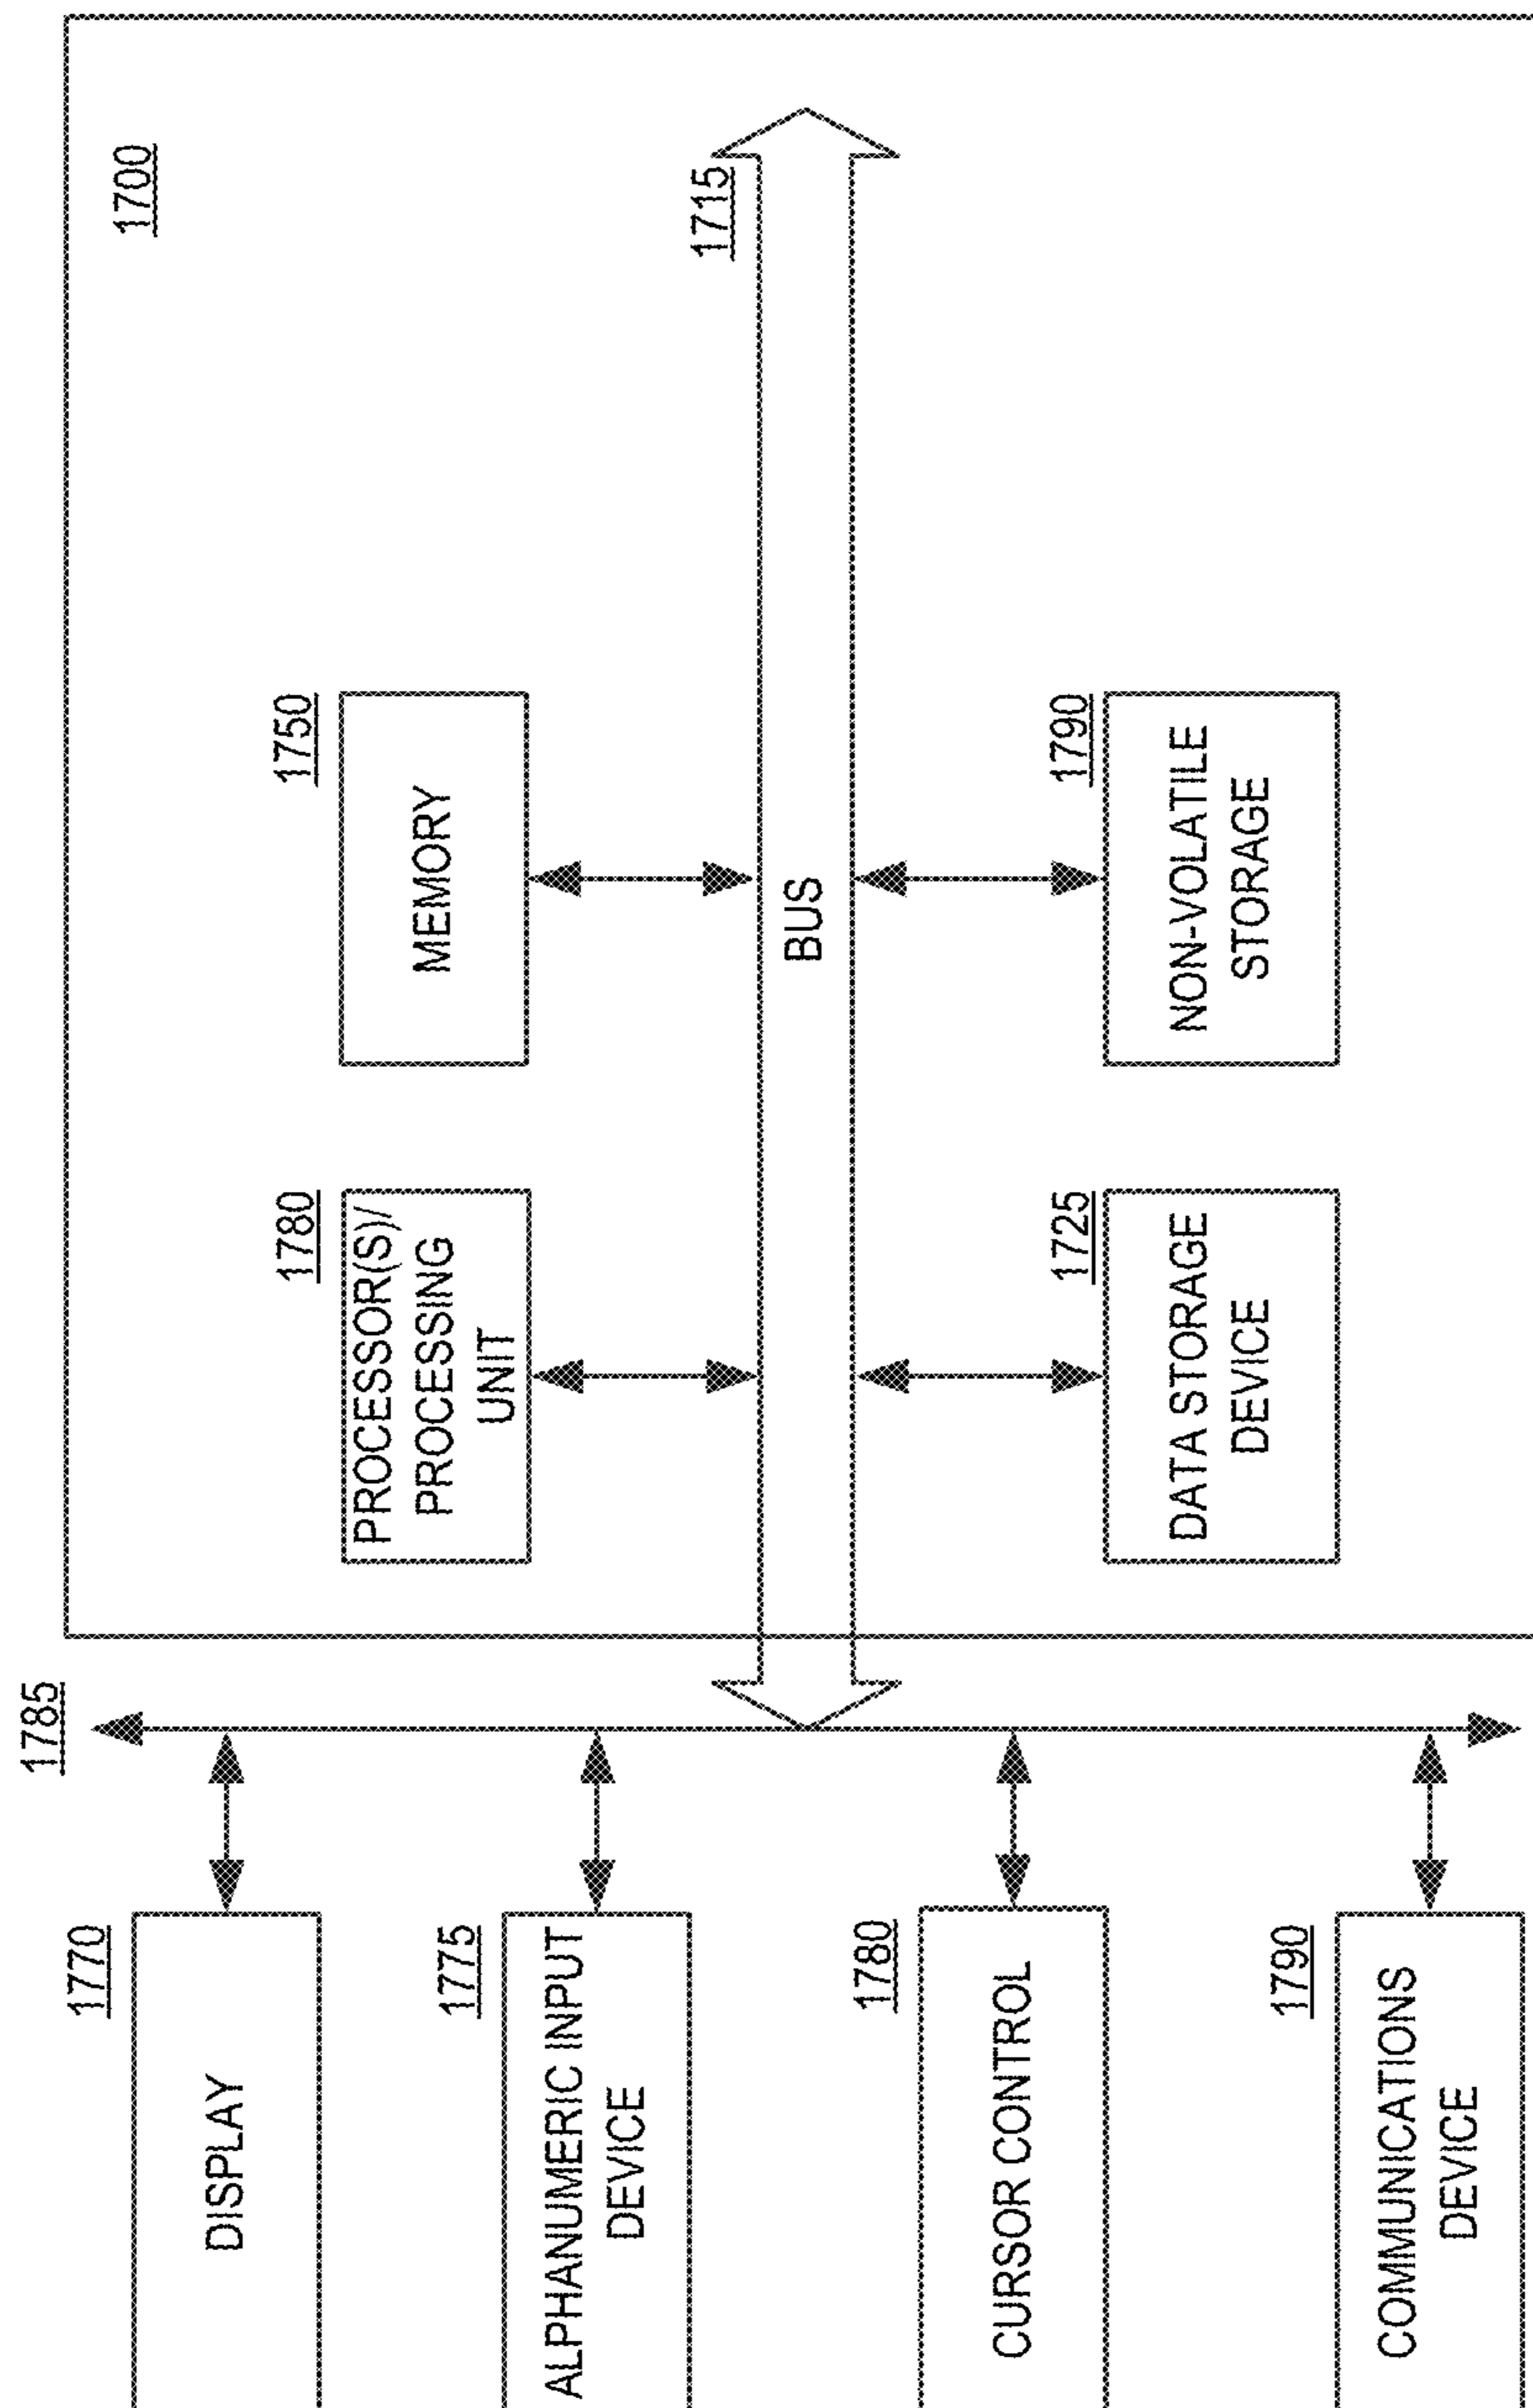 1785
1770
DISPLAY
1775
ALPHANUMERIC INPUT
DEVICE
1780
CURSOR CONTROL
1790
COMMUNICATIONS
DEVICE
1700
1780
PROCESSOR(S)/
PROCESSING
UNIT
1750
MEMORY
1715
BUS
1725
DATA STORAGE
DEVICE
1790
NON-VOLATILE
STORAGE